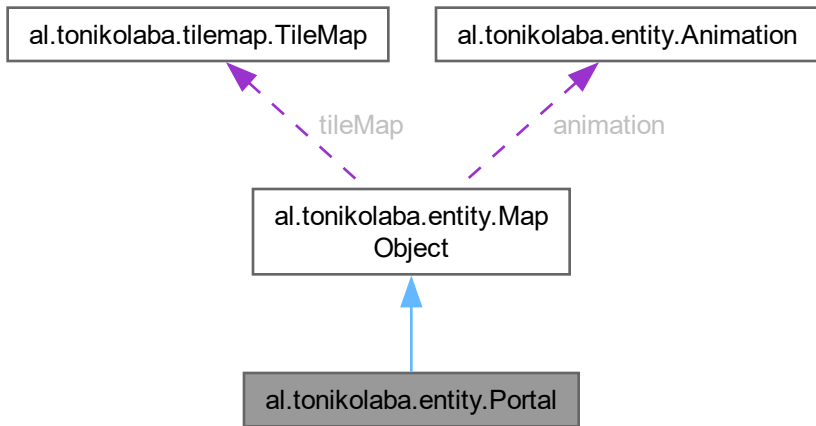 al.tonikolaba.tilemap.TileMap
al.tonikolaba.entity.Animation
tileMap
animation
al.tonikolaba.entity.Map
Object
al.tonikolaba.entity.Portal